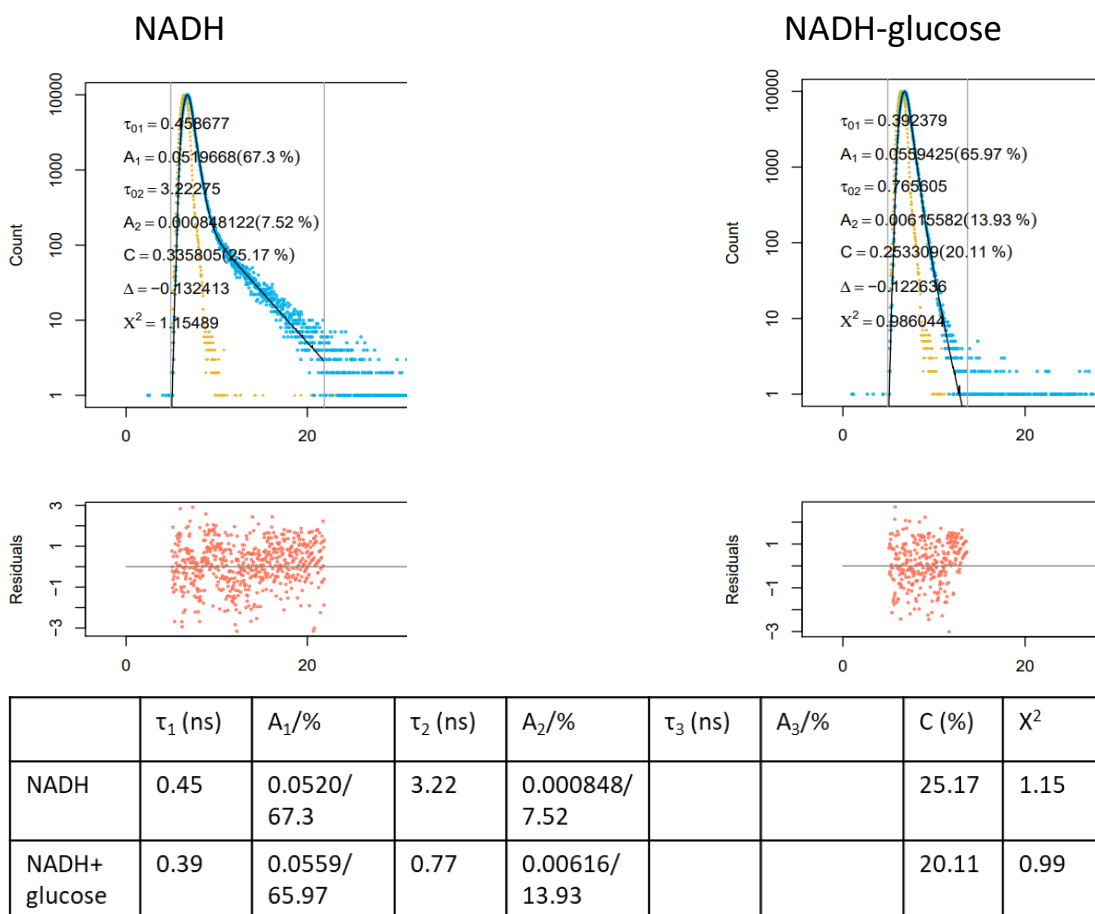 NADH
NADH-glucose
Count
10000
1000
100
10
1
τ01 = 0.458677
A1 = 0.0519668(67.3 %)
τ02 = 3.22275
A2 = 0.000848122(7.52 %)
C = 0.335805(25.17 %)
Δ = −0.132413
X2 = 1.15489
0
20
Count
10000
1000
100
10
1
τ01 = 0.392379
A1 = 0.0559425(65.97 %)
τ02 = 0.765605
A2 = 0.00615582(13.93 %)
C = 0.253309(20.11 %)
Δ = −0.122636
X2 = 0.986044
0
20
Residuals
3
1
−1
−3
0
20
Residuals
1
−1
−3
0
20
τ1 (ns) A1/% τ2 (ns) A2/% τ3 (ns) A3/% C (%) X2
NADH 0.45 0.0520/ 3.22 0.000848/ 25.17 1.15
67.3 7.52
NADH+ 0.39 0.0559/ 0.77 0.00616/ 20.11 0.99
glucose 65.97 13.93